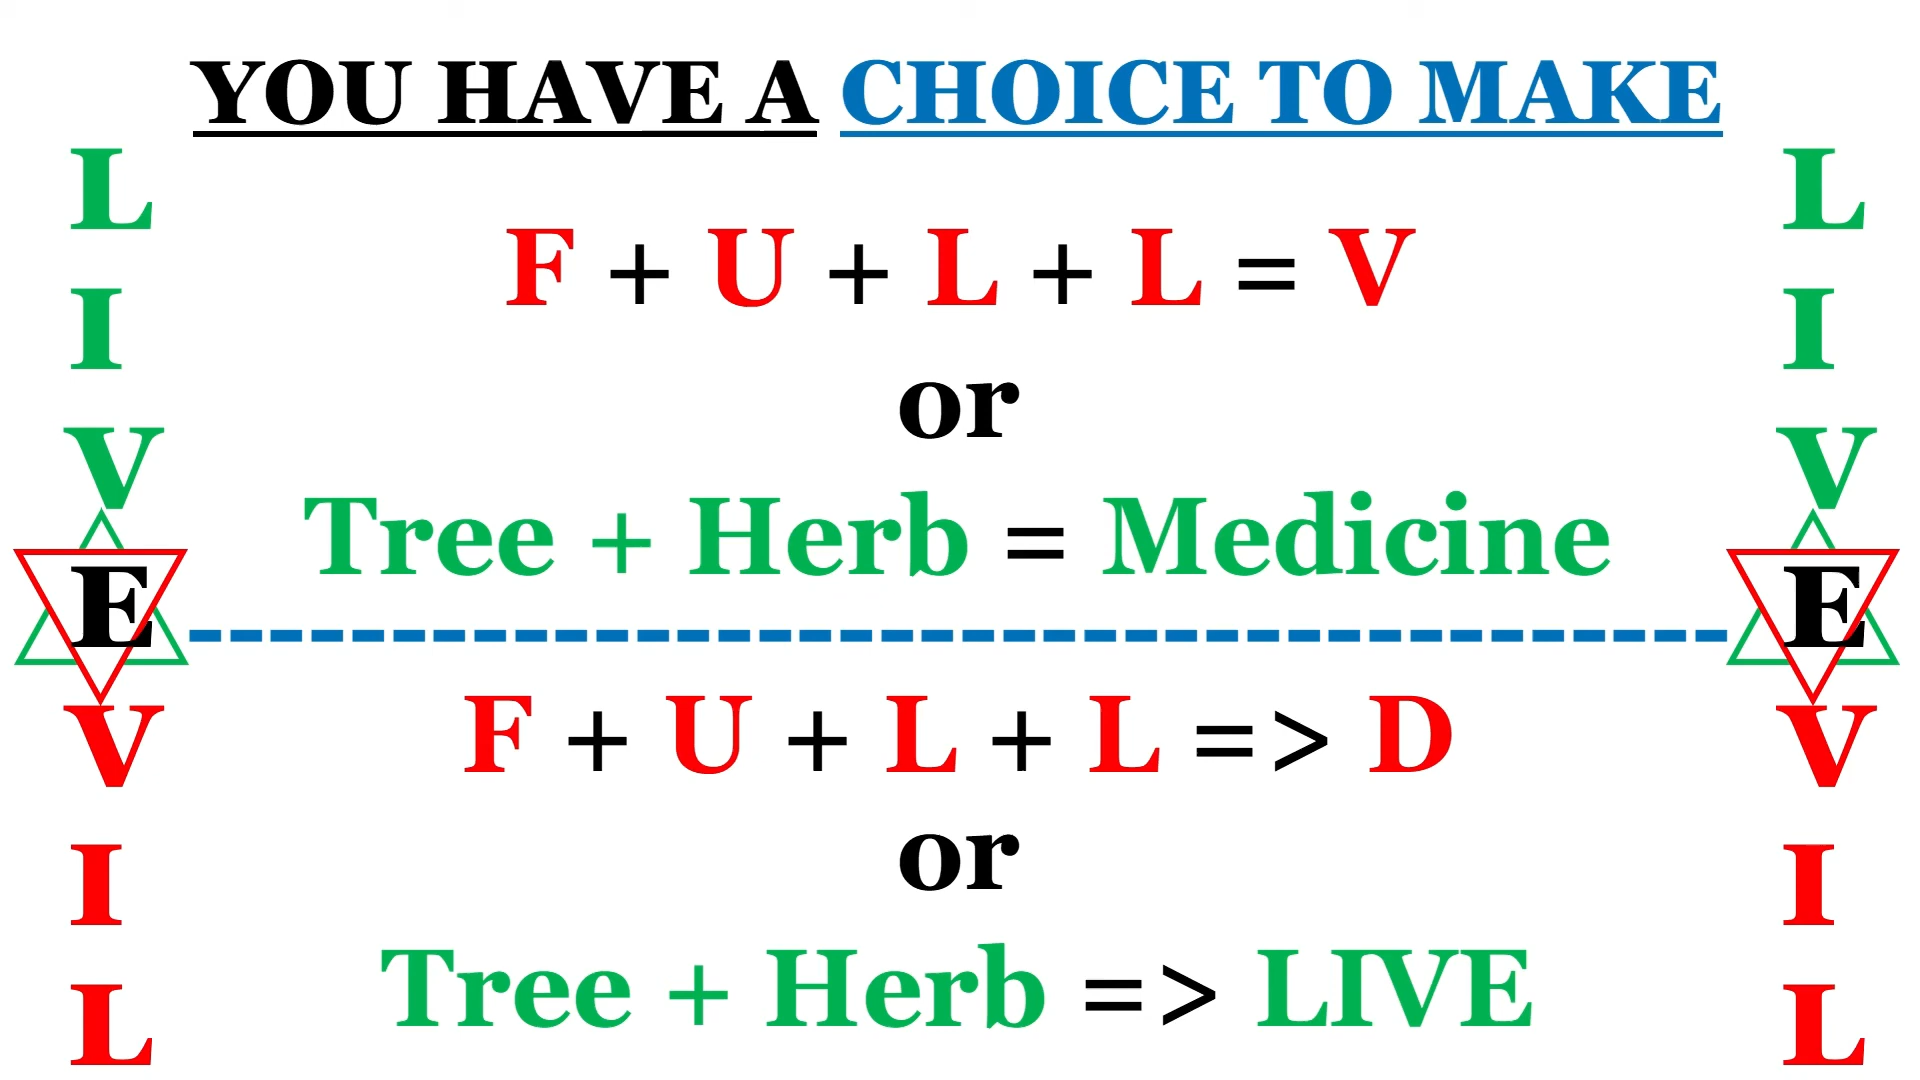 YOU HAVE A CHOICE TO MAKE
L
I
V
E
V
I
L
F + U + L + L = V
or
Tree + Herb = Medicine
F + U + L + L => D
or
Tree + Herb => LIVE
L
I
V
E
V
I
L